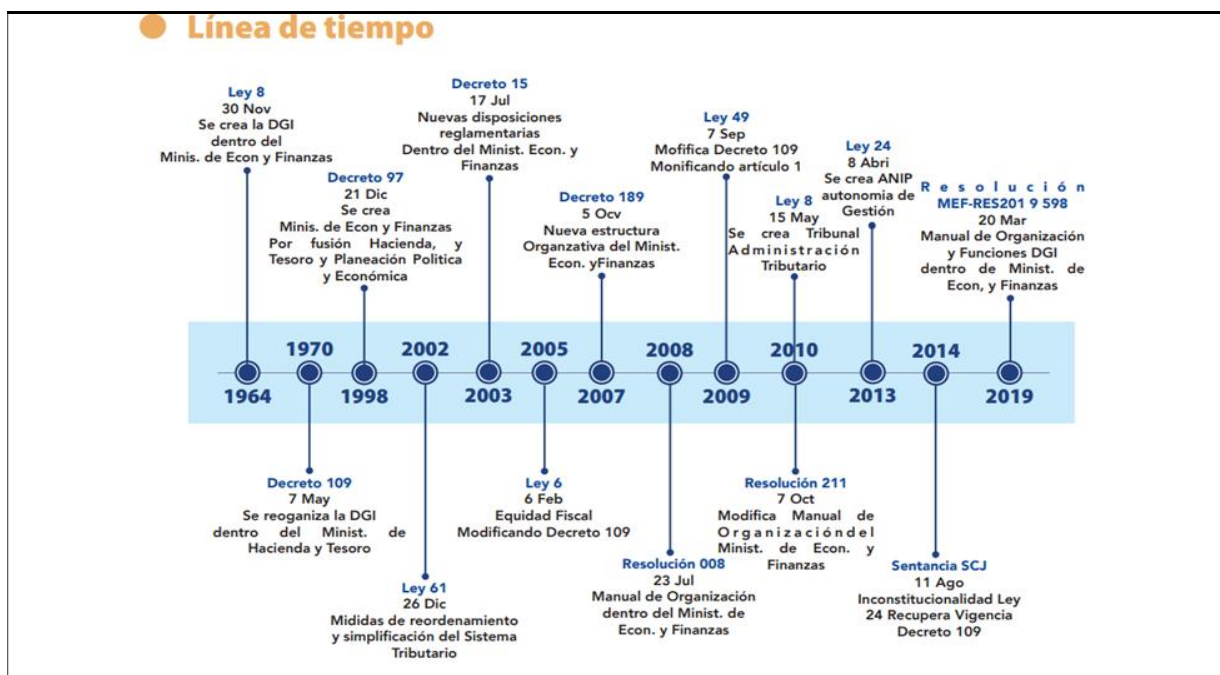 Línea de tiempo
Ley 8
30 Nov
Se crea la DGI
dentro del
Minis. de Econ y Finanzas
Decreto 97
21 Dic
Se crea
Minis. de Econ y Finanzas
Por fusión Hacienda, y
Tesoro y Planeación Politica
y Económica
Decreto 15
17 Jul
Nuevas disposiciones
reglamentarias
Dentro del Minist. Econ. y
Finanzas
Decreto 189
5 Ocv
Nueva estructura
Organzativa del Minist.
Econ. yFinanzas
Ley 49
7 Sep
Mofifica Decreto 109
Monificando artículo 1
Ley 8
15 May
Se crea Tribunal
Administración
Tributario
Ley 24
8 Abri
Se crea ANIP
autonomia de
Gestión
Resolución
MEF-RES201 9 598
20 Mar
Manual de Organización
y Funciones DGI
dentro de Minist. de
Econ, y Finanzas
1970 2002 2005 2008 2010 2014
1964 1998 2003 2007 2009 2013 2019
Decreto 109
7 May
Se reoganiza la DGI
dentro del Minist. de
Hacienda y Tesoro
Ley 61
26 Dic
Mididas de reordenamiento
y simplificación del Sistema
Tributario
Ley 6
6 Feb
Equidad Fiscal
Modificando Decreto 109
Resolución 008
23 Jul
Manual de Organización
dentro del Minist. de
Econ. y Finanzas
Resolución 211
7 Oct
Modifica Manual de
Organizacióndel
Minist. de Econ. y
Finanzas
Sentancia SCJ
11 Ago
Inconstitucionalidad Ley
24 Recupera Vigencia
Decreto 109